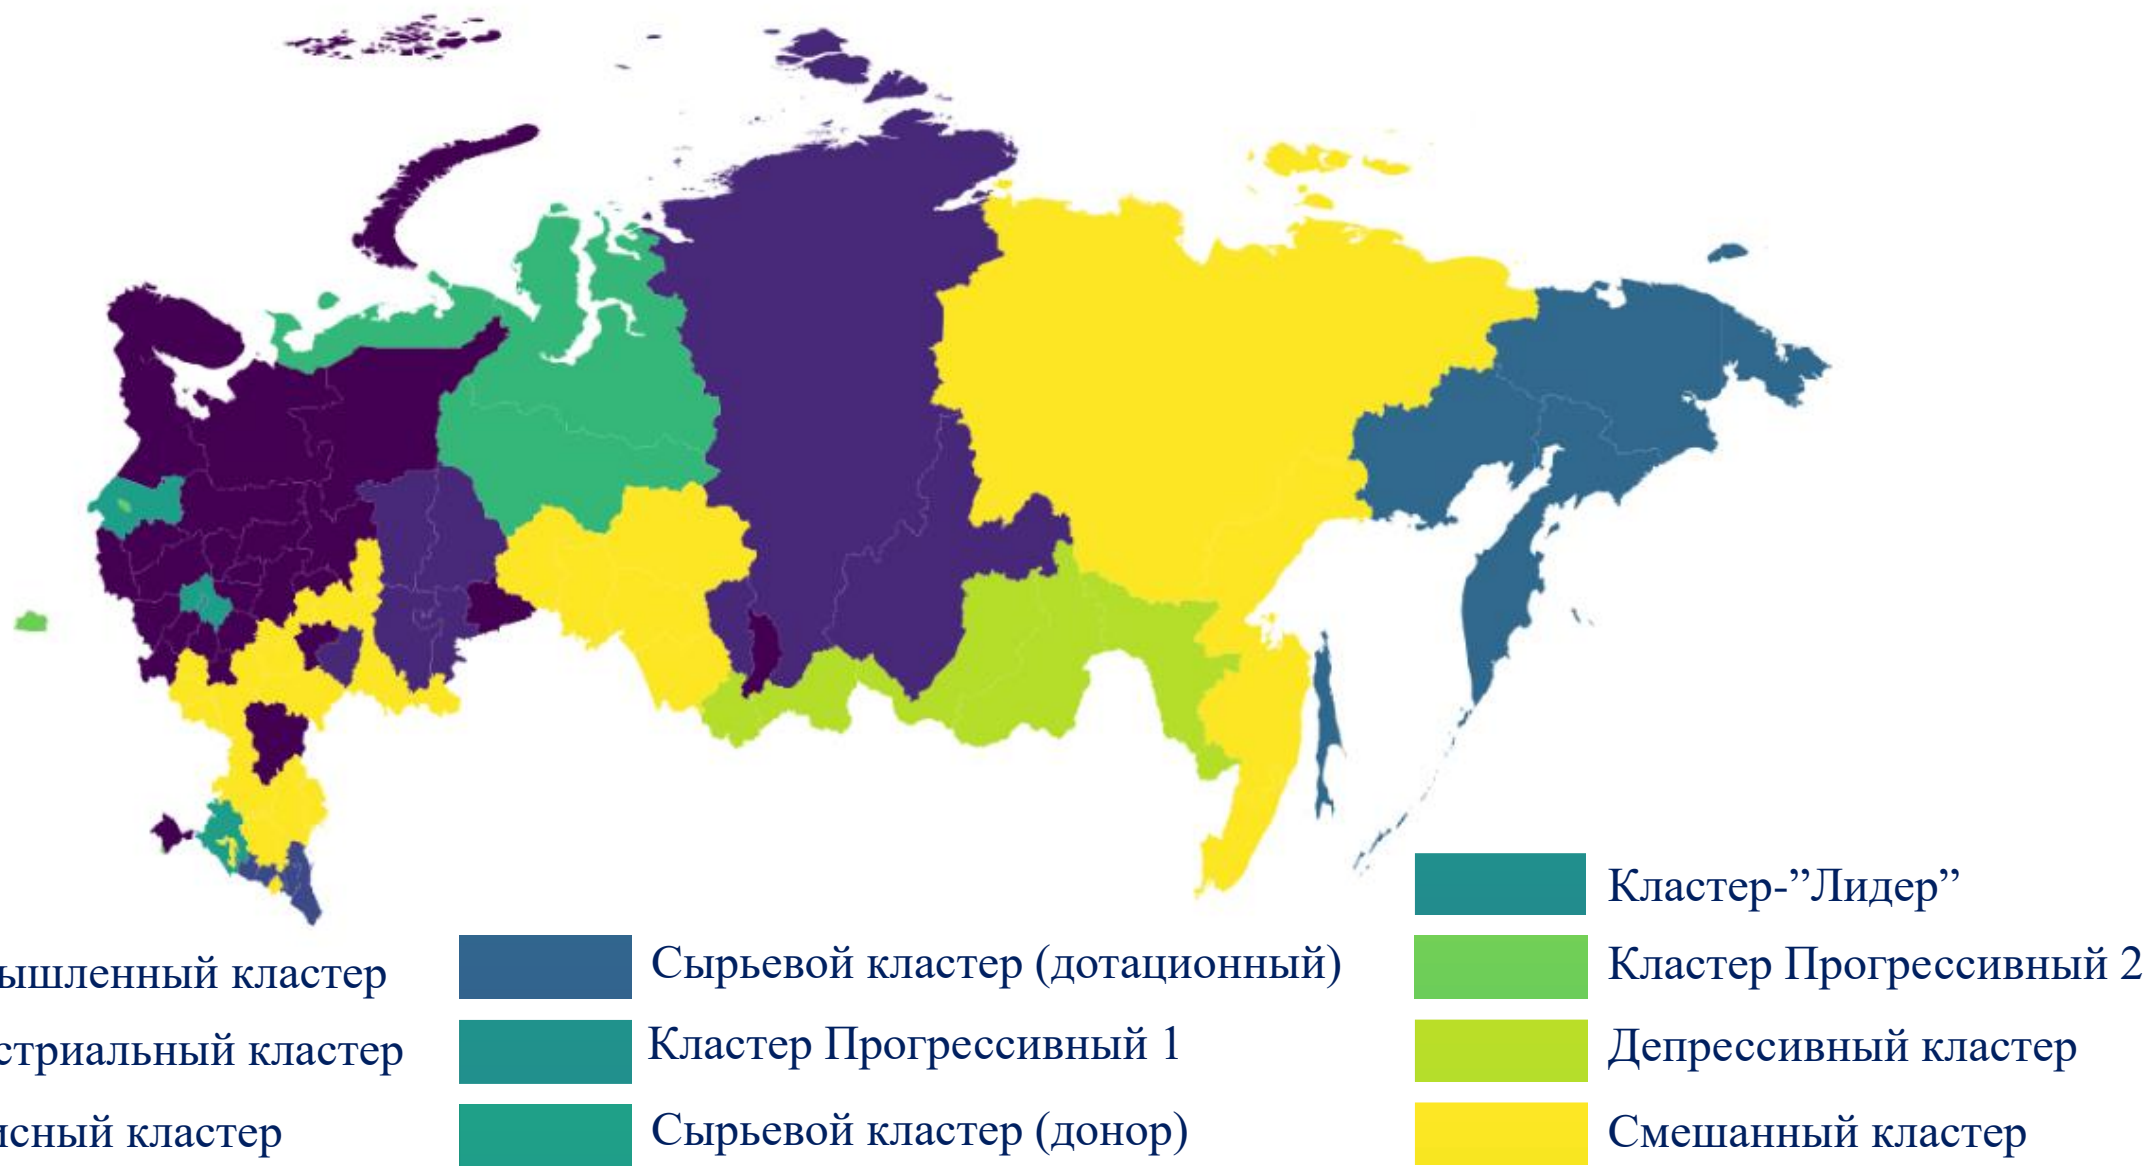 ышленный кластер
стриальный кластер
исный кластер
Сырьевой кластер (дотационный)
Кластер Прогрессивный 1
Сырьевой кластер (донор)
Кластер-”Лидер”
Кластер Прогрессивный 2
Депрессивный кластер
Смешанный кластер